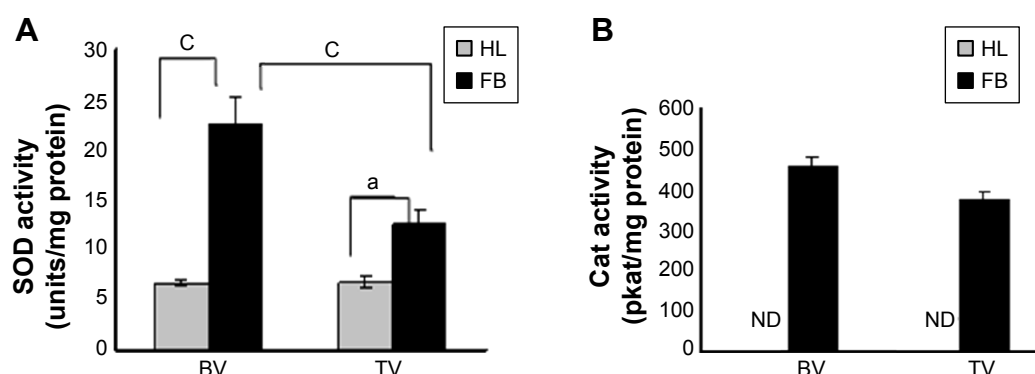 A
SOD activity
(units/mg protein)
30
25
20
15
10
5
0
C
C
a
HL
FB
BV
TV
B
Cat activity
(pkat/mg protein)
600
500
400
300
200
100
0
ND
ND
HL
FB
BV
TV